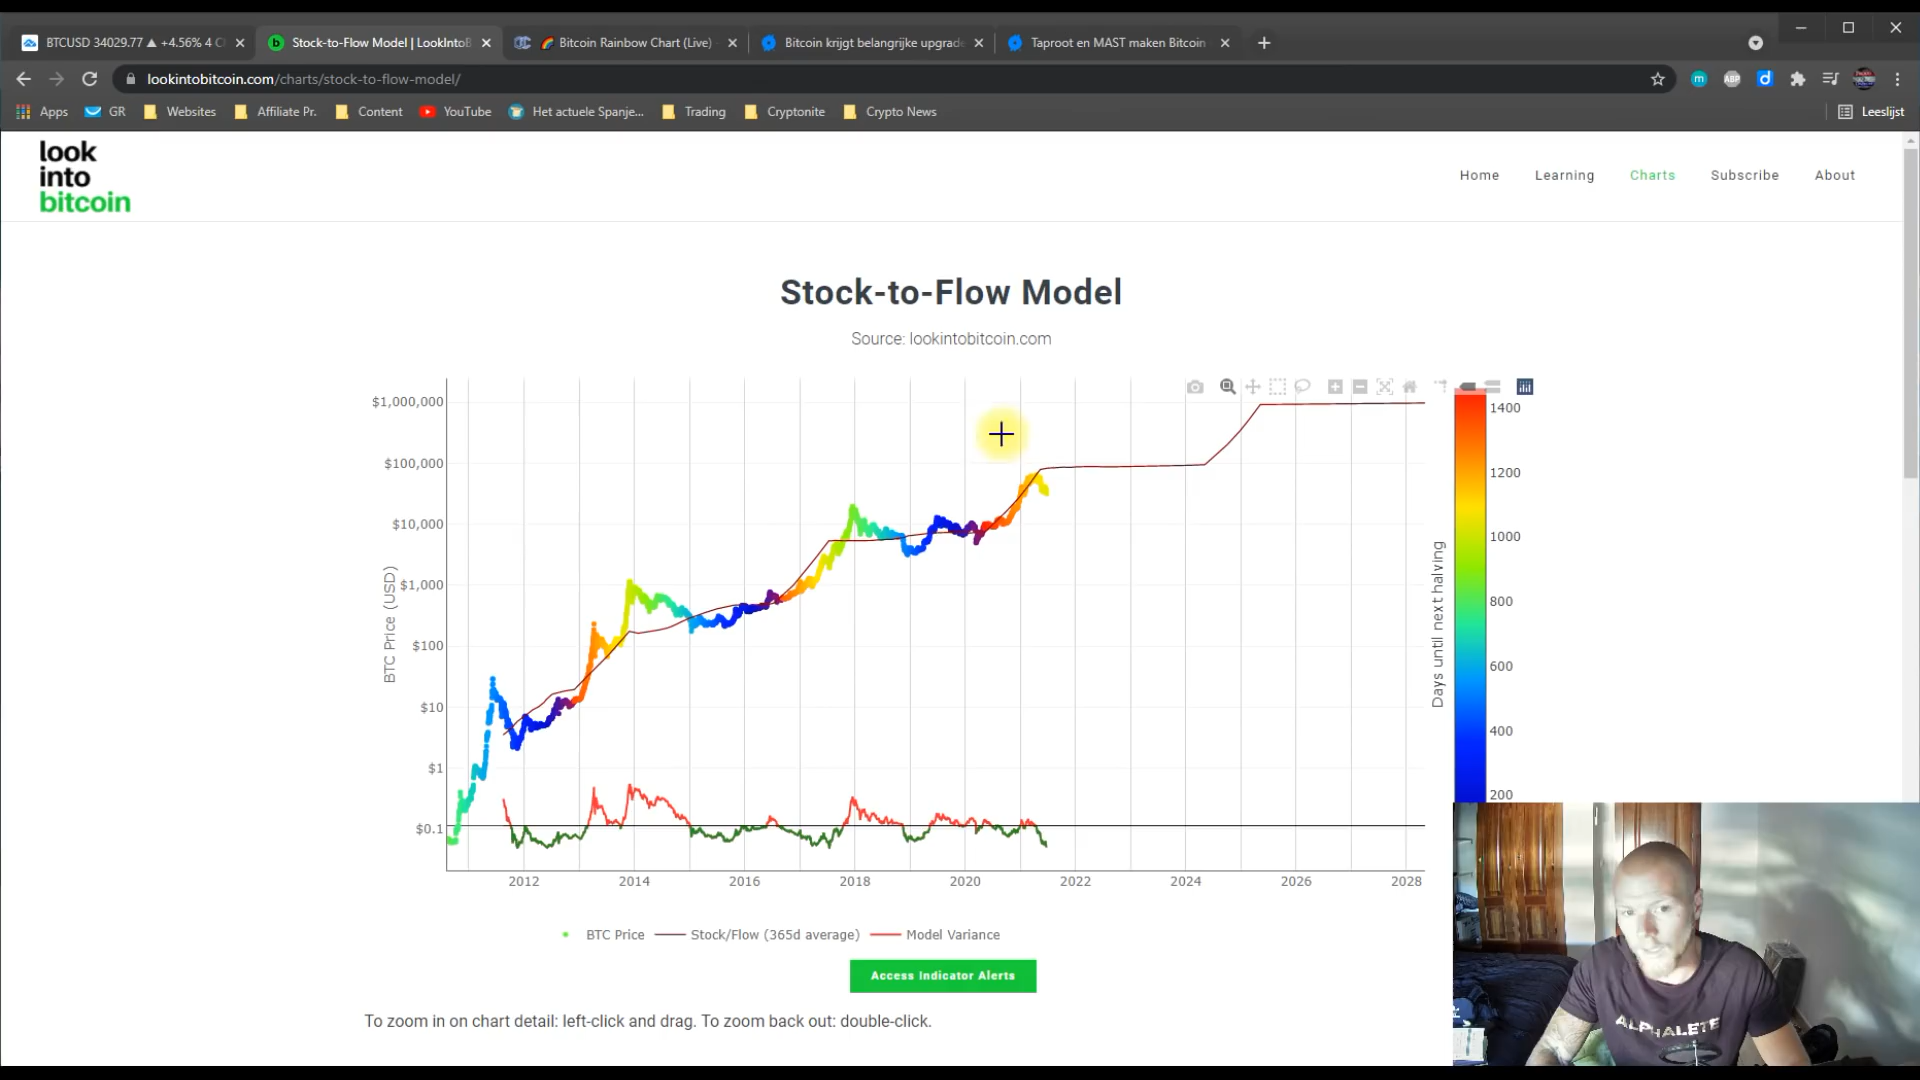 BTCUSD 34029.77 ▲ +4.56% 4 C
Stock-to-Flow Model | LookIntoB
Bitcoin Rainbow Chart (Live)
Bitcoin krijgt belangrijke upgrad
Taproot en MAST maken Bitcoin
lookintobitcoin.com/charts/stock-to-flow-model/
ABP
Apps
GR
Websites
Affiliate Pr.
Content
YouTube
Het actuele Spanje...
Trading
Cryptonite
Crypto News
Leeslijst
look
into
bitcoin
Home
Learning
Charts
Subscribe
About
Stock-to-Flow Model
Source: lookintobitcoin.com
$1,000,000
$100,000
$10,000
$1,000
$100
$10
$1
$0.1
BTC Price (USD)
2012
2014
2016
2018
2020
2022
2024
2026
2028
1400
1200
1000
800
600
400
200
Days until next halving
BTC Price
Stock/Flow (365d average)
Model Variance
Access Indicator Alerts
To zoom in on chart detail: left-click and drag. To zoom back out: double-click.
ALPHALETE